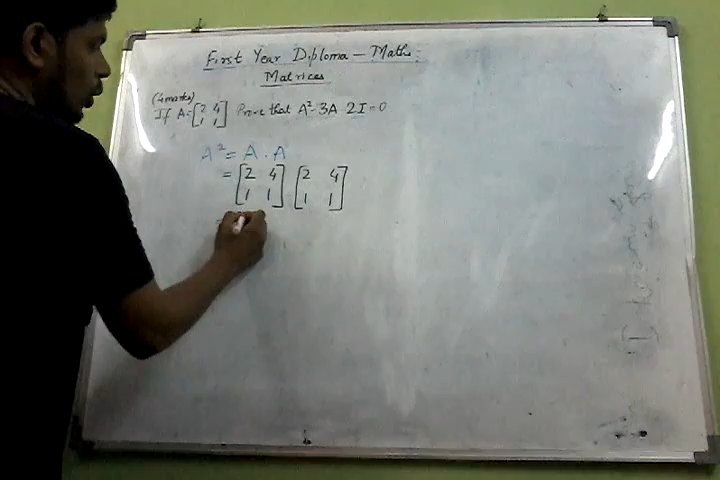 First Year Diploma - Maths:
Matrices
(4 marks)
If A = [2 4
1 1] Prove that A² - 3A 2I = 0
A² = A . A
= [2 4
1 1] [2 4
1 1]
=